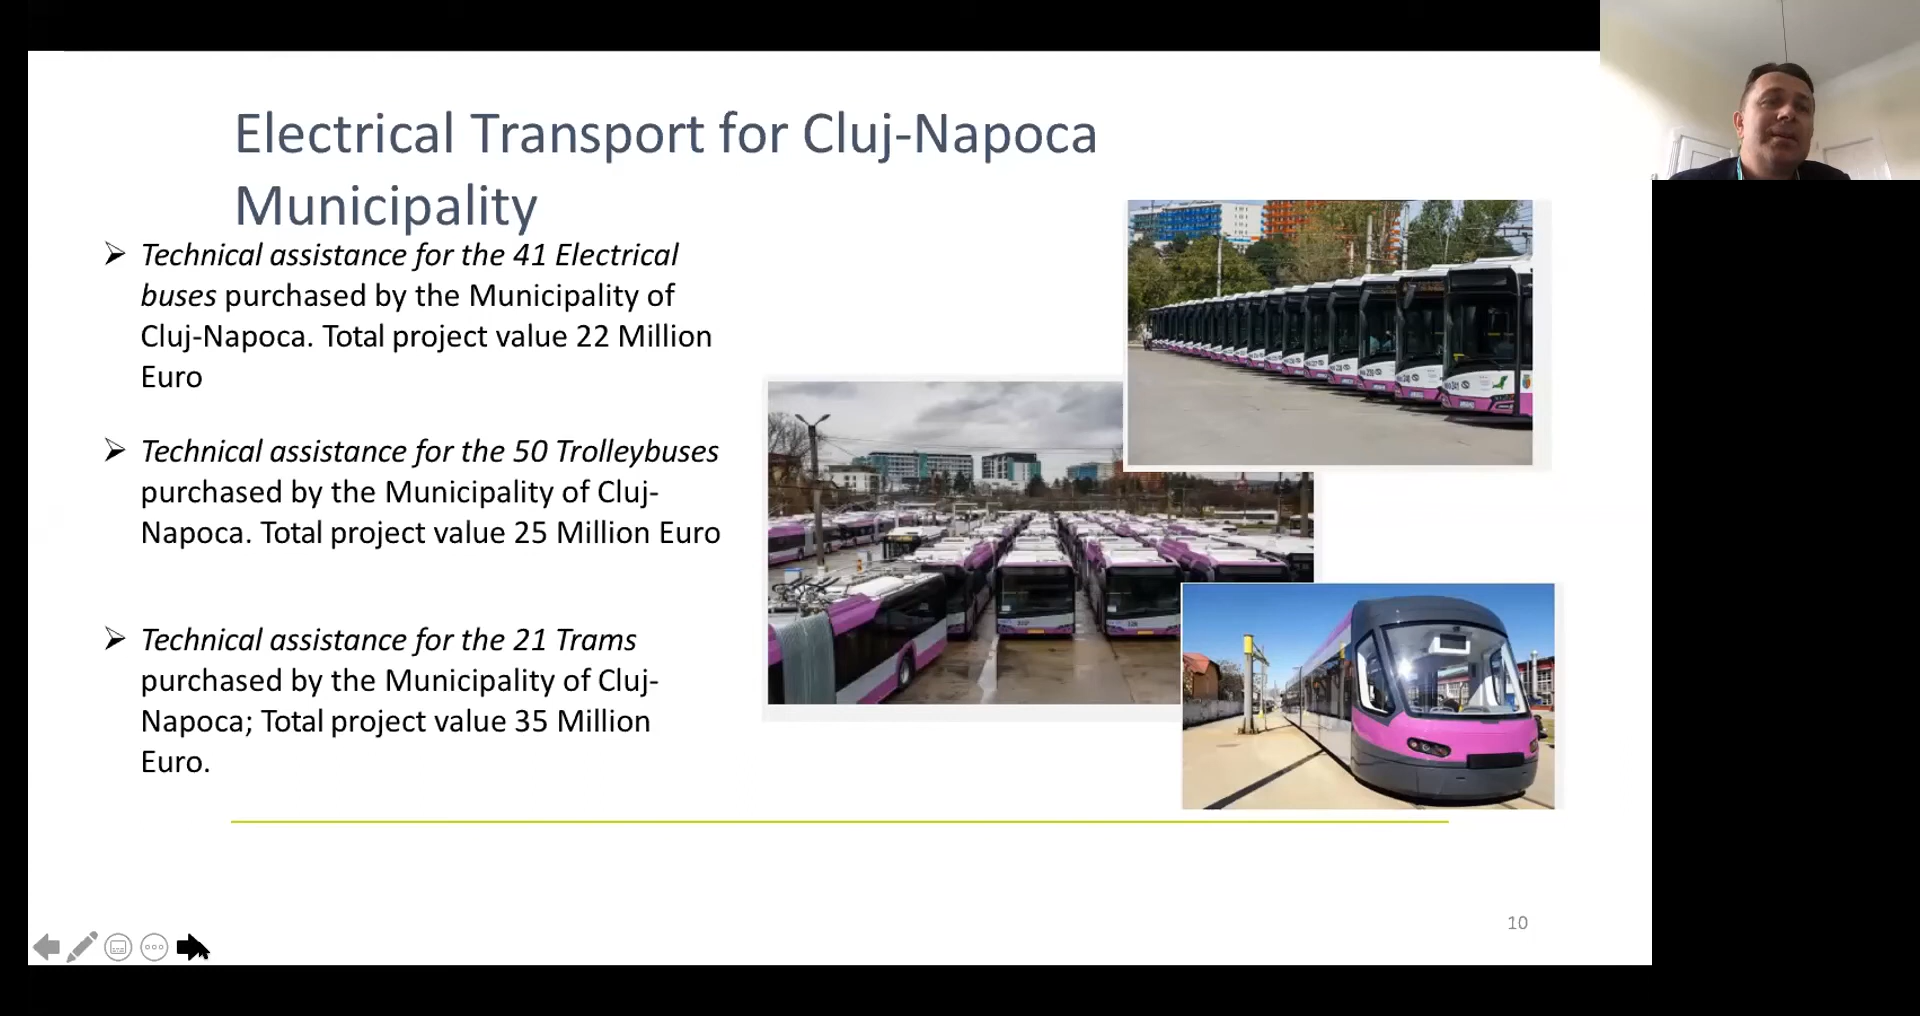 Electrical Transport for Cluj-Napoca
Municipality
➢ Technical assistance for the 41 Electrical
buses purchased by the Municipality of
Cluj-Napoca. Total project value 22 Million
Euro
➢ Technical assistance for the 50 Trolleybuses
purchased by the Municipality of Cluj-
Napoca. Total project value 25 Million Euro
➢ Technical assistance for the 21 Trams
purchased by the Municipality of Cluj-
Napoca; Total project value 35 Million
Euro.
10